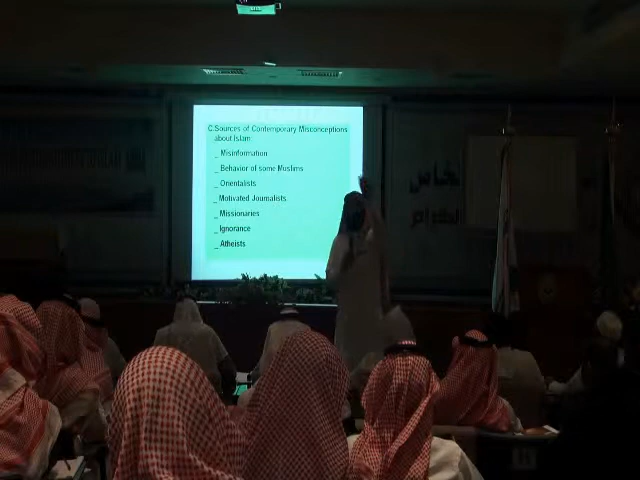 C.Sources of Contemporary Misconceptions
about Islam:
_ Misinformation
_ Behavior of some Muslims
_ Orientalists
_ Motivated Journalists
_ Missionaries
_ Ignorance
_ Atheists